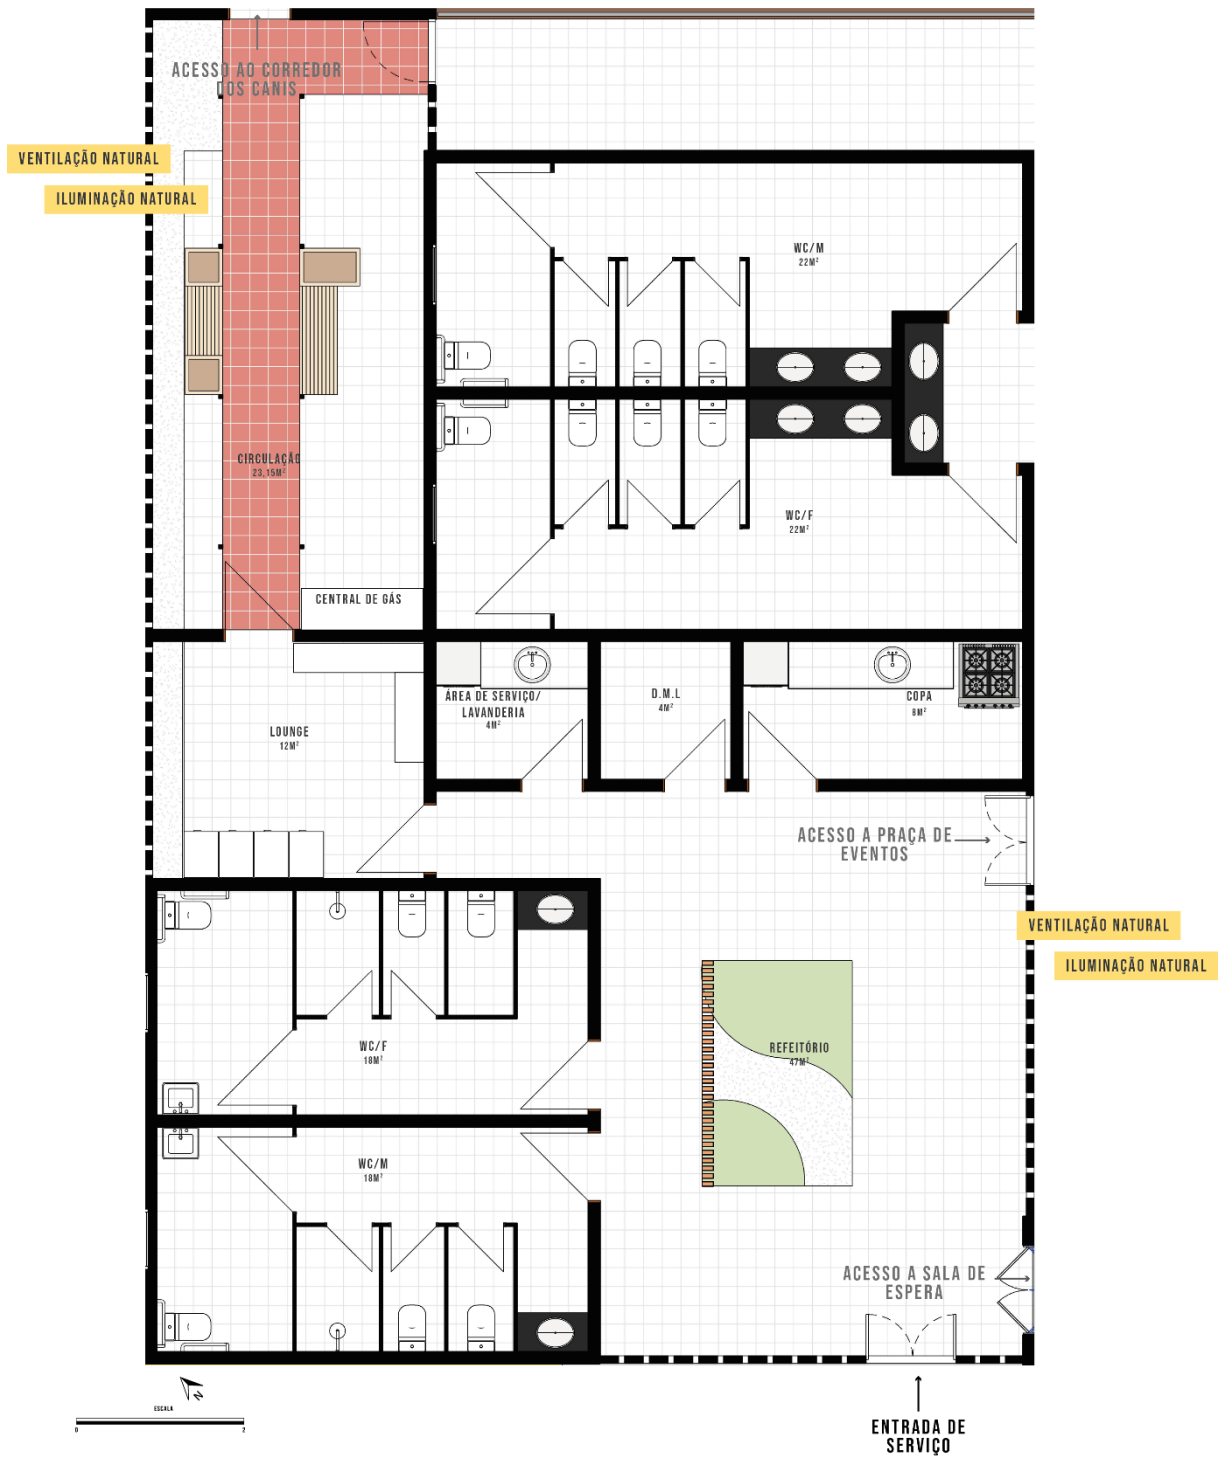 ACESSO AO CORREDOR
DOS CANIS
VENTILAÇÃO NATURAL
ILUMINAÇÃO NATURAL
WC/M
22M²
CIRCULAÇÃO
23,15M²
WC/F
22M²
CENTRAL DE GÁS
ÁREA DE SERVIÇO/
LAVANDERIA
4M²
D.M.L
4M²
COPA
8M²
LOUNGE
12M²
ACESSO A PRAÇA DE
EVENTOS
VENTILAÇÃO NATURAL
ILUMINAÇÃO NATURAL
WC/F
18M²
REFEITÓRIO
47M²
WC/M
18M²
ACESSO A SALA DE
ESPERA
N
ESCALA
0 2
ENTRADA DE
SERVIÇO